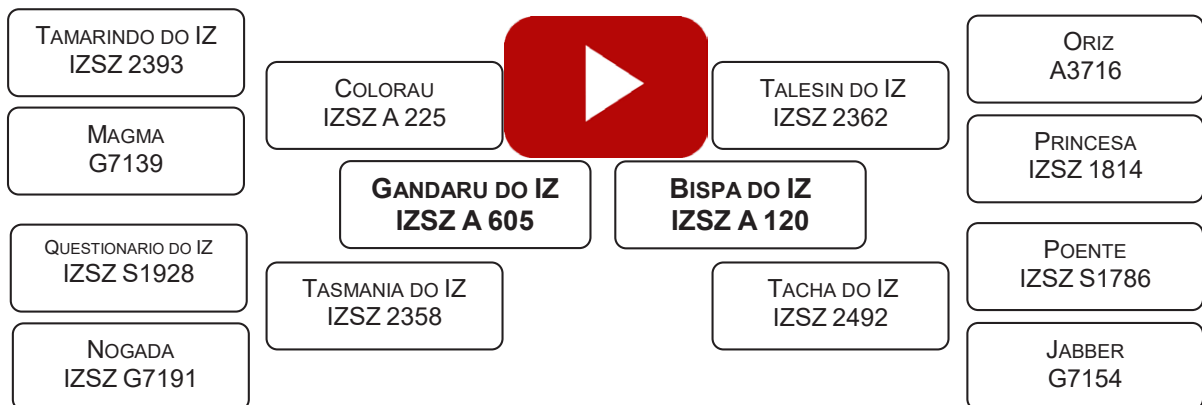 TAMARINDO DO IZ
IZSZ 2393
MAGMA
G7139
QUESTIONARIO DO IZ
IZSZ S1928
NOGADA
IZSZ G7191
COLORAU
IZSZ A 225
TASMANIA DO IZ
IZSZ 2358
GANDARU DO IZ
IZSZ A 605
BISPA DO IZ
IZSZ A 120
TALESIN DO IZ
IZSZ 2362
TACHA DO IZ
IZSZ 2492
ORIZ
A3716
PRINCESA
IZSZ 1814
POENTE
IZSZ S1786
JABBER
G7154